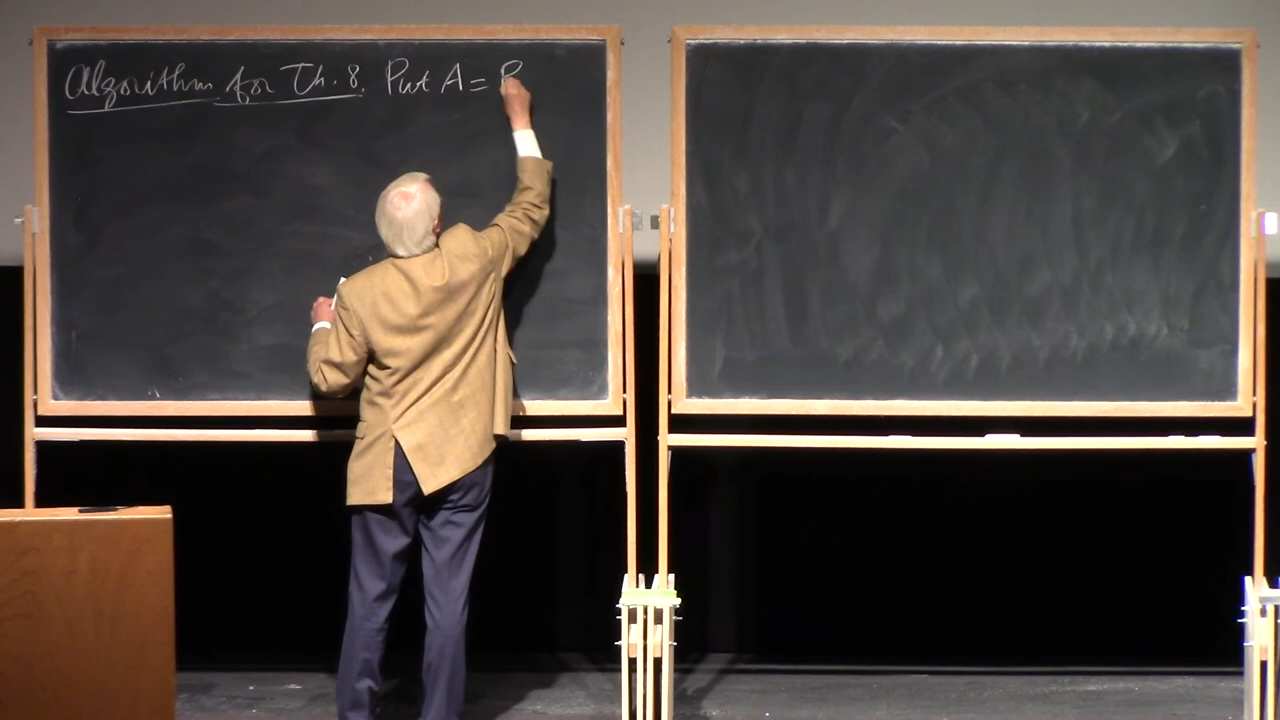 Algorithm for Th. 8. Put A =